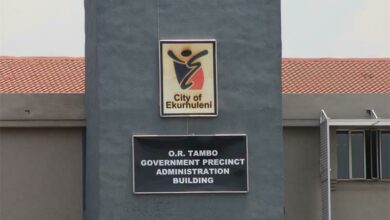 City of
Ekurhuleni
O.R. TAMBO
GOVERNMENT PRECINCT
ADMINISTRATION
BUILDING